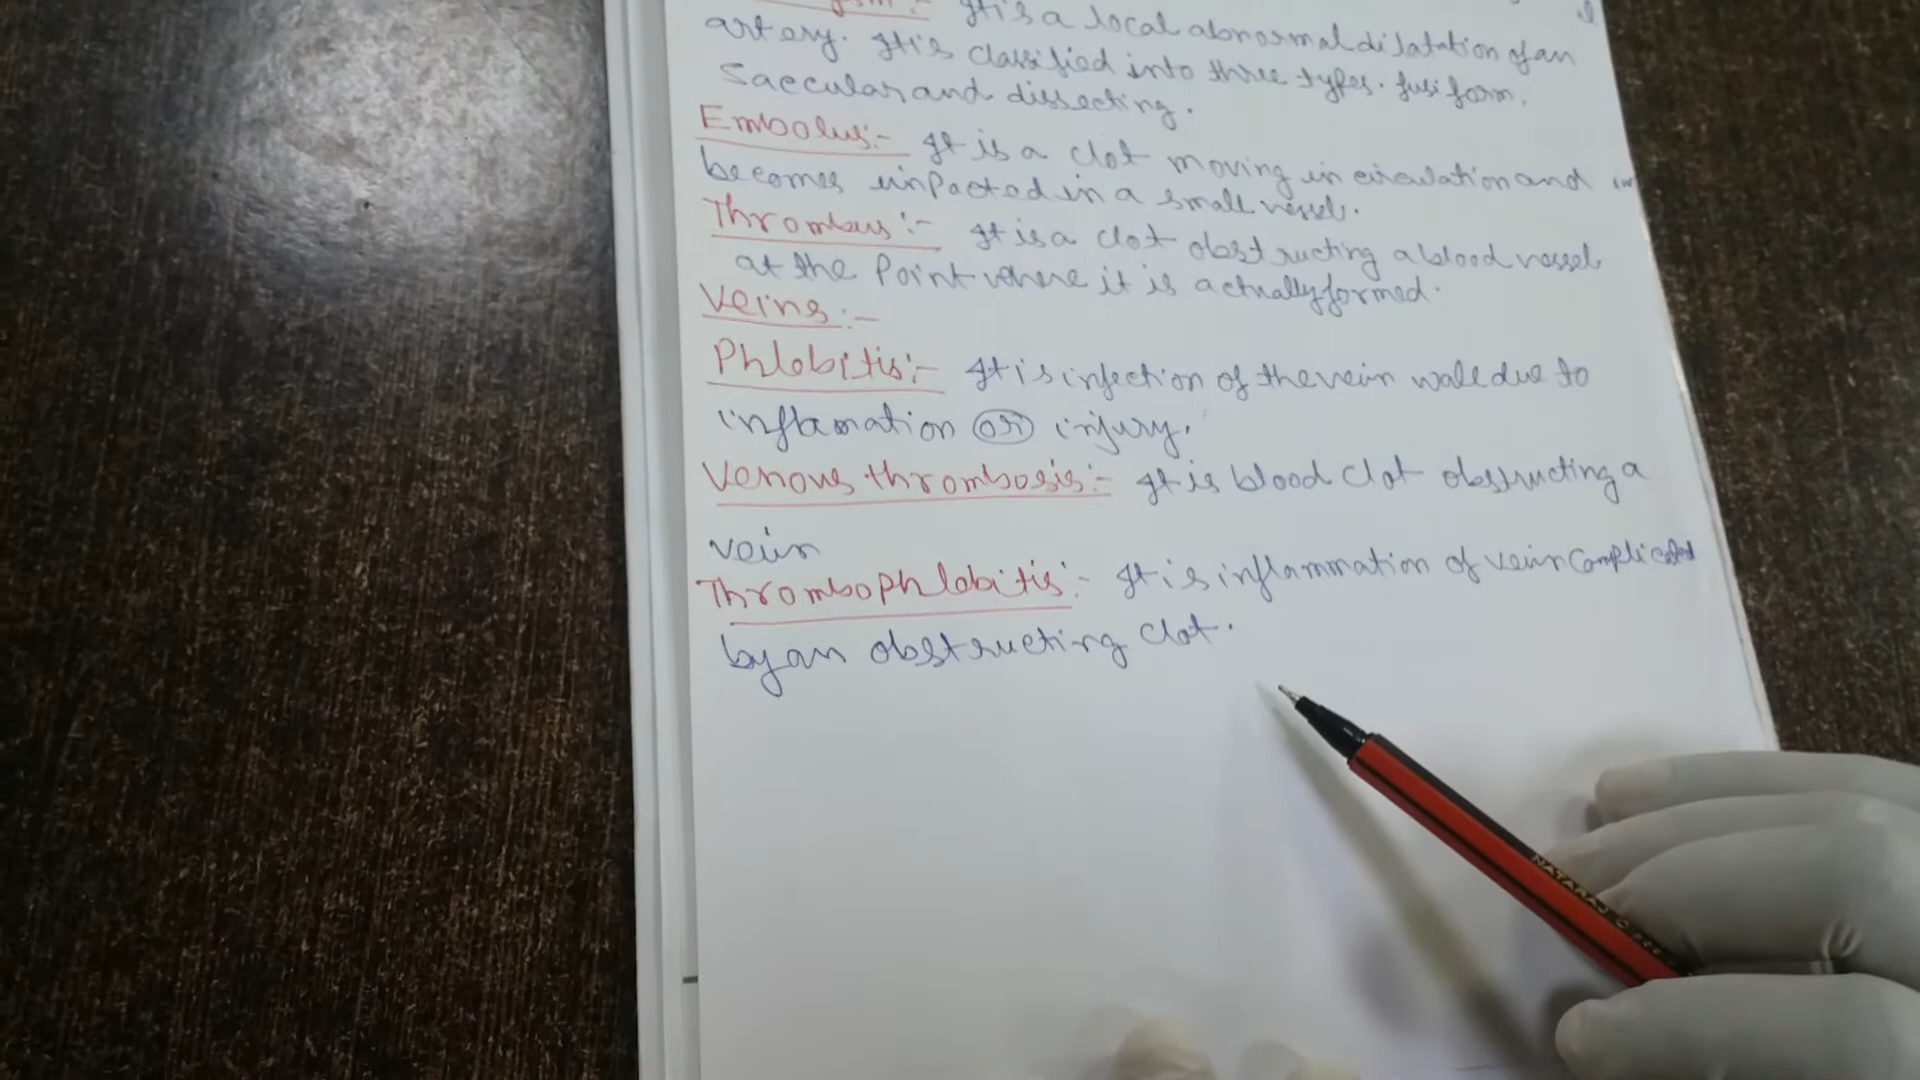 It is a local abnormal dilatation of an
artery. It is classified into three types. fusiform,
Saccular and dissecting.
Embolus:- It is a clot moving in circulation and
becomes impacted in a small vessel.
Thrombus:- It is a clot obstructing a blood vessel
at the Point where it is actually formed.
Veins:-
Phlebitis:- It is infection of the vein wall due to
inflamation or injury.
Venous thrombosis:- It is blood clot obstructing a
vein
Thrombophlebitis:- It is inflammation of vein complicated
by an obstructing clot.
NATARAJ